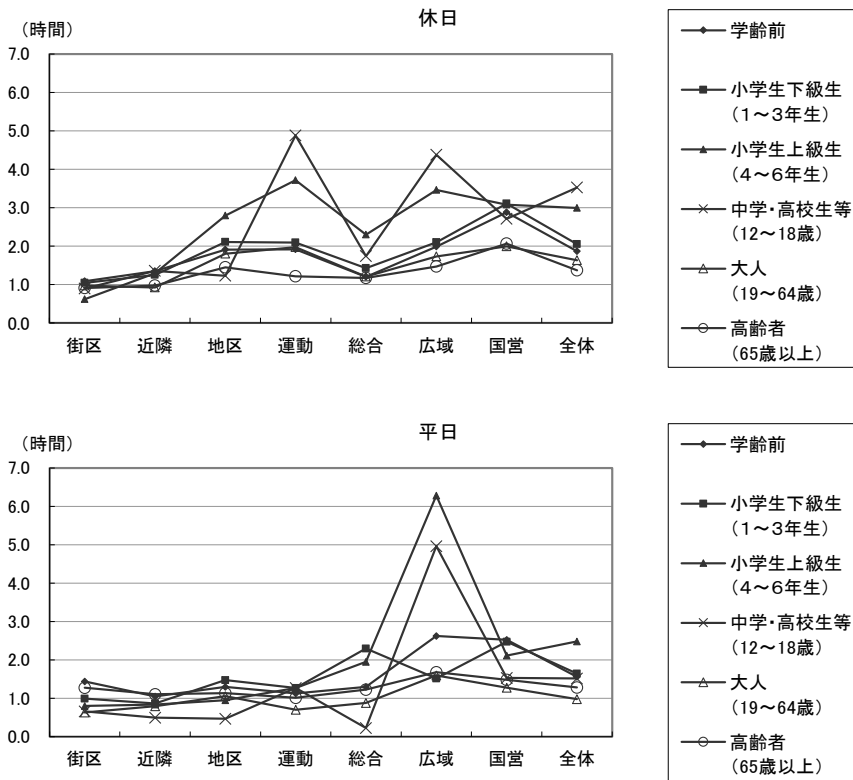 休日
（時間）
7.0
6.0
5.0
4.0
3.0
2.0
1.0
0.0
街区 近隣 地区 運動 総合 広域 国営 全体
学齢前
小学生下級生
（1～3年生）
小学生上級生
（4～6年生）
中学・高校生等
（12～18歳）
大人
（19～64歳）
高齢者
（65歳以上）
平日
（時間）
7.0
6.0
5.0
4.0
3.0
2.0
1.0
0.0
街区 近隣 地区 運動 総合 広域 国営 全体
学齢前
小学生下級生
（1～3年生）
小学生上級生
（4～6年生）
中学・高校生等
（12～18歳）
大人
（19～64歳）
高齢者
（65歳以上）